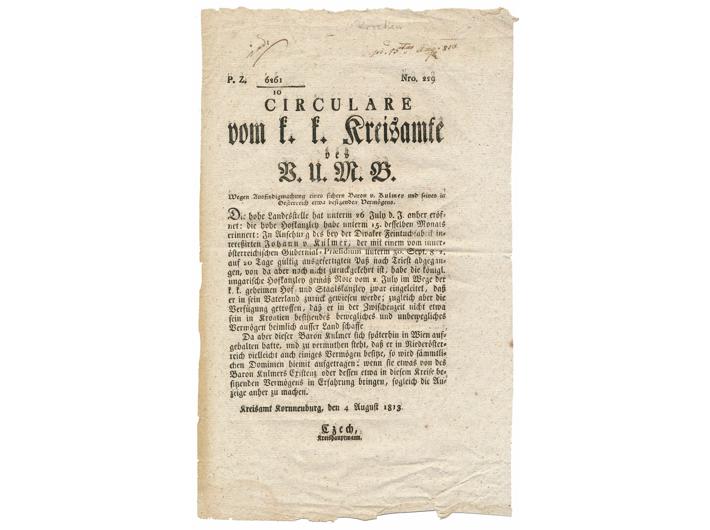 P. Z. 6261 Nro. 229
10
CIRCULARE
vom k. k. Kreisamte
des
V. U. M. B.
Wegen Ausfindigmachung eines sichern Baron v. Kulmer und seines in
Oesterreich etwa besitzenden Vermögens.
Die hohe Landesstelle hat unterm 26 July d. J. anher eröf-
net: die hohe Hofkanzley habe unterm 15. desselben Monats
erinnert: In Ansehung des bey der Divaker Feintuchfabrik in-
teressirten Johann v Kulmer, der mit einem vom inner-
österreichischen Gubernial-Præsidium unterm 30. Sept. 8
auf 20 Tage gültig ausgefertigten Paß nach Triest abgegan-
gen, von da aber noch nicht zurückgekehrt ist, habe die königl.
ungarische Hofkanzley gemäß Note vom 2. July im Wege der
k. k. geheimen Hof- und Staatskanzley zwar eingeleitet, daß
er in sein Vaterland zurück gewiesen werde; zugleich aber die
Verfügung getroffen, daß er in der Zwischenzeit nicht etwa
sein in Kroatien besitzendes bewegliches und unbewegliches
Vermögen heimlich ausser Land schaffe.
Da aber dieser Baron Kulmer sich späterhin in Wien auf-
gehalten hatte, und zu vermuthen steht, daß er in Niederöster-
reich vielleicht auch einiges Vermögen besitze, so wird sämmtli-
chen Dominien hiemit aufgetragen: wenn sie etwas von des
Baron Kulmers Existenz oder dessen etwa in diesem Kreise be-
sitzenden Vermögens in Erfahrung bringen, sogleich die An-
zeige anher zu machen.
Kreisamt Kornneuburg, den 4 August 1813.
Czech,
Kreishauptmann.